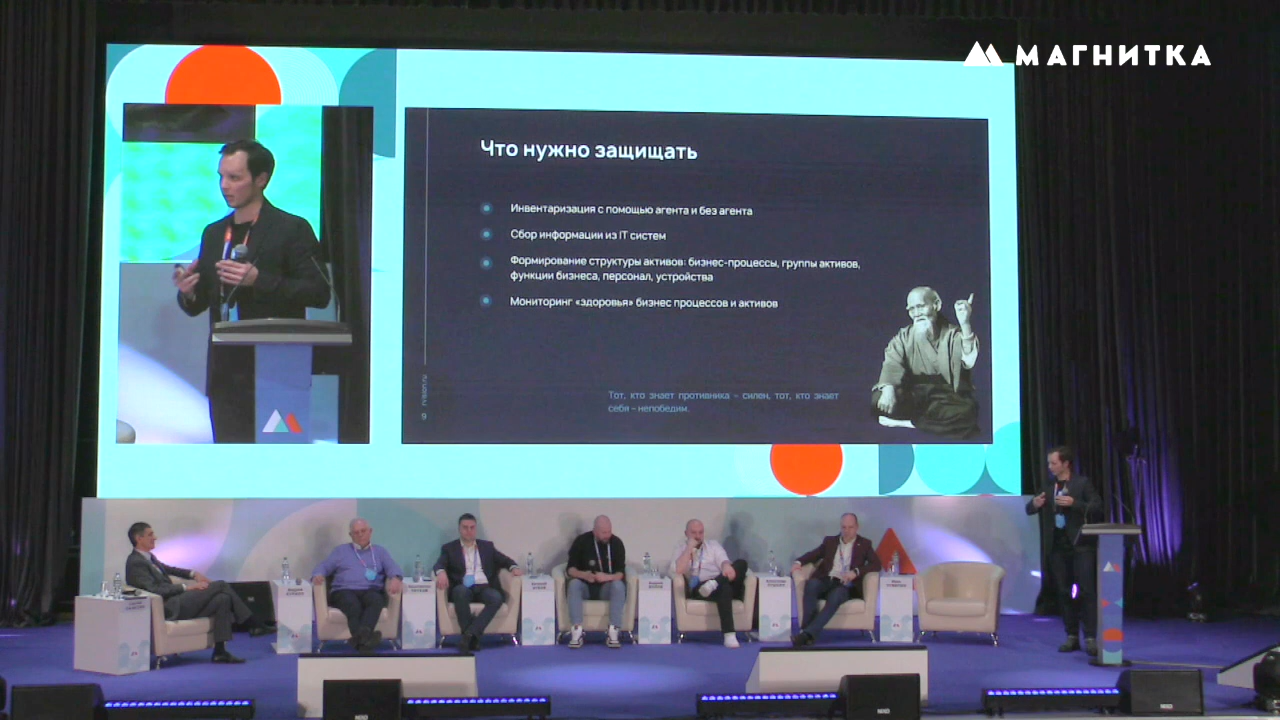 МАГНИТКА
Что нужно защищать
Инвентаризация с помощью агента и без агента
Сбор информации из IT систем
Формирование структуры активов: бизнес-процессы, группы активов,
функции бизнеса, персонал, устройства
Мониторинг «здоровья» бизнес процессов и активов
Тот, кто знает противника – силен, тот, кто знает
себя – непобедим.
rvision.ru